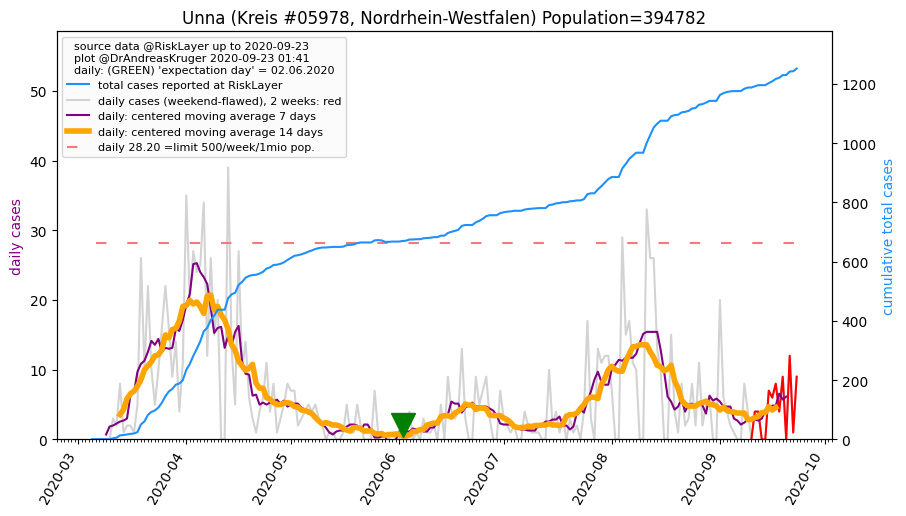 Unna (Kreis #05978, Nordrhein-Westfalen) Population=394782
source data @RiskLayer up to 2020-09-23
plot @DrAndreasKruger 2020-09-23 01:41
daily: (GREEN) 'expectation day' = 02.06.2020
total cases reported at RiskLayer
daily cases (weekend-flawed), 2 weeks: red
daily: centered moving average 7 days
daily: centered moving average 14 days
daily 28.20 =limit 500/week/1mio pop.
daily cases
50
40
30
20
10
0
cumulative total cases
1200
1000
800
600
400
200
0
2020-03
2020-04
2020-05
2020-06
2020-07
2020-08
2020-09
2020-10